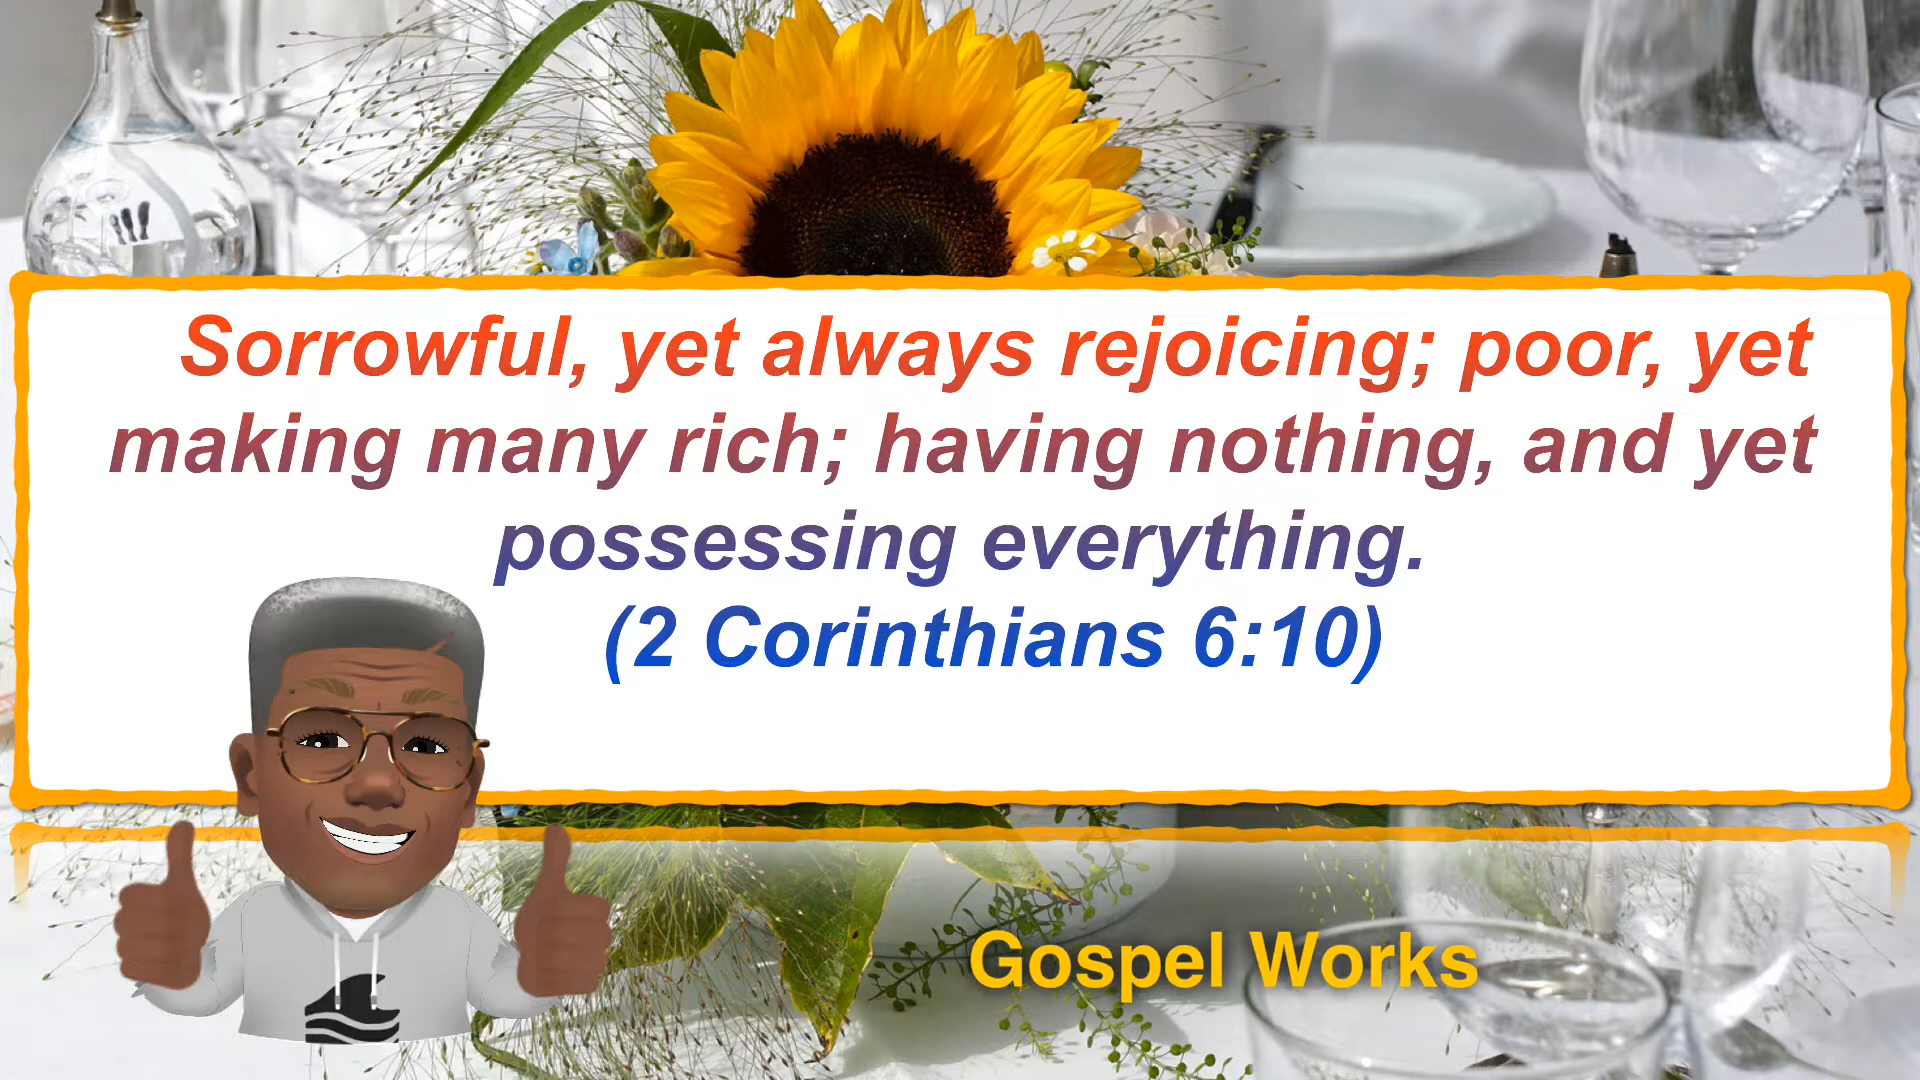 Sorrowful, yet always rejoicing; poor, yet
making many rich; having nothing, and yet
possessing everything.
(2 Corinthians 6:10)
Gospel Works